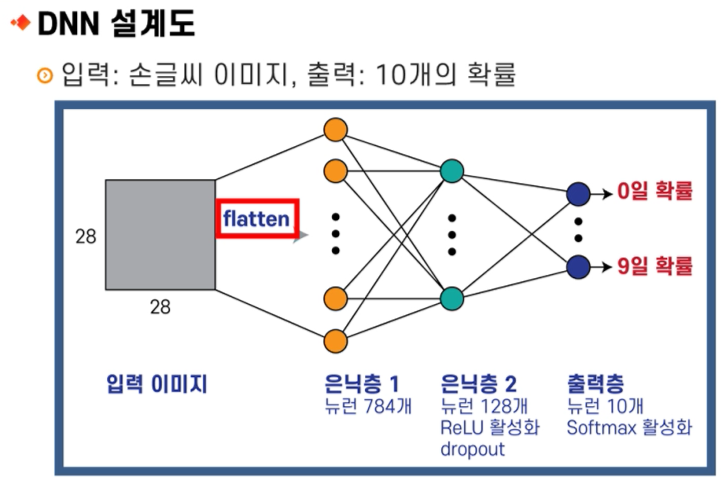 DNN 설계도
입력: 손글씨 이미지, 출력: 10개의 확률
flatten
28
28
0일 확률
9일 확률
입력 이미지
은닉층 1
뉴런 784개
은닉층 2
뉴런 128개
ReLU 활성화
dropout
출력층
뉴런 10개
Softmax 활성화